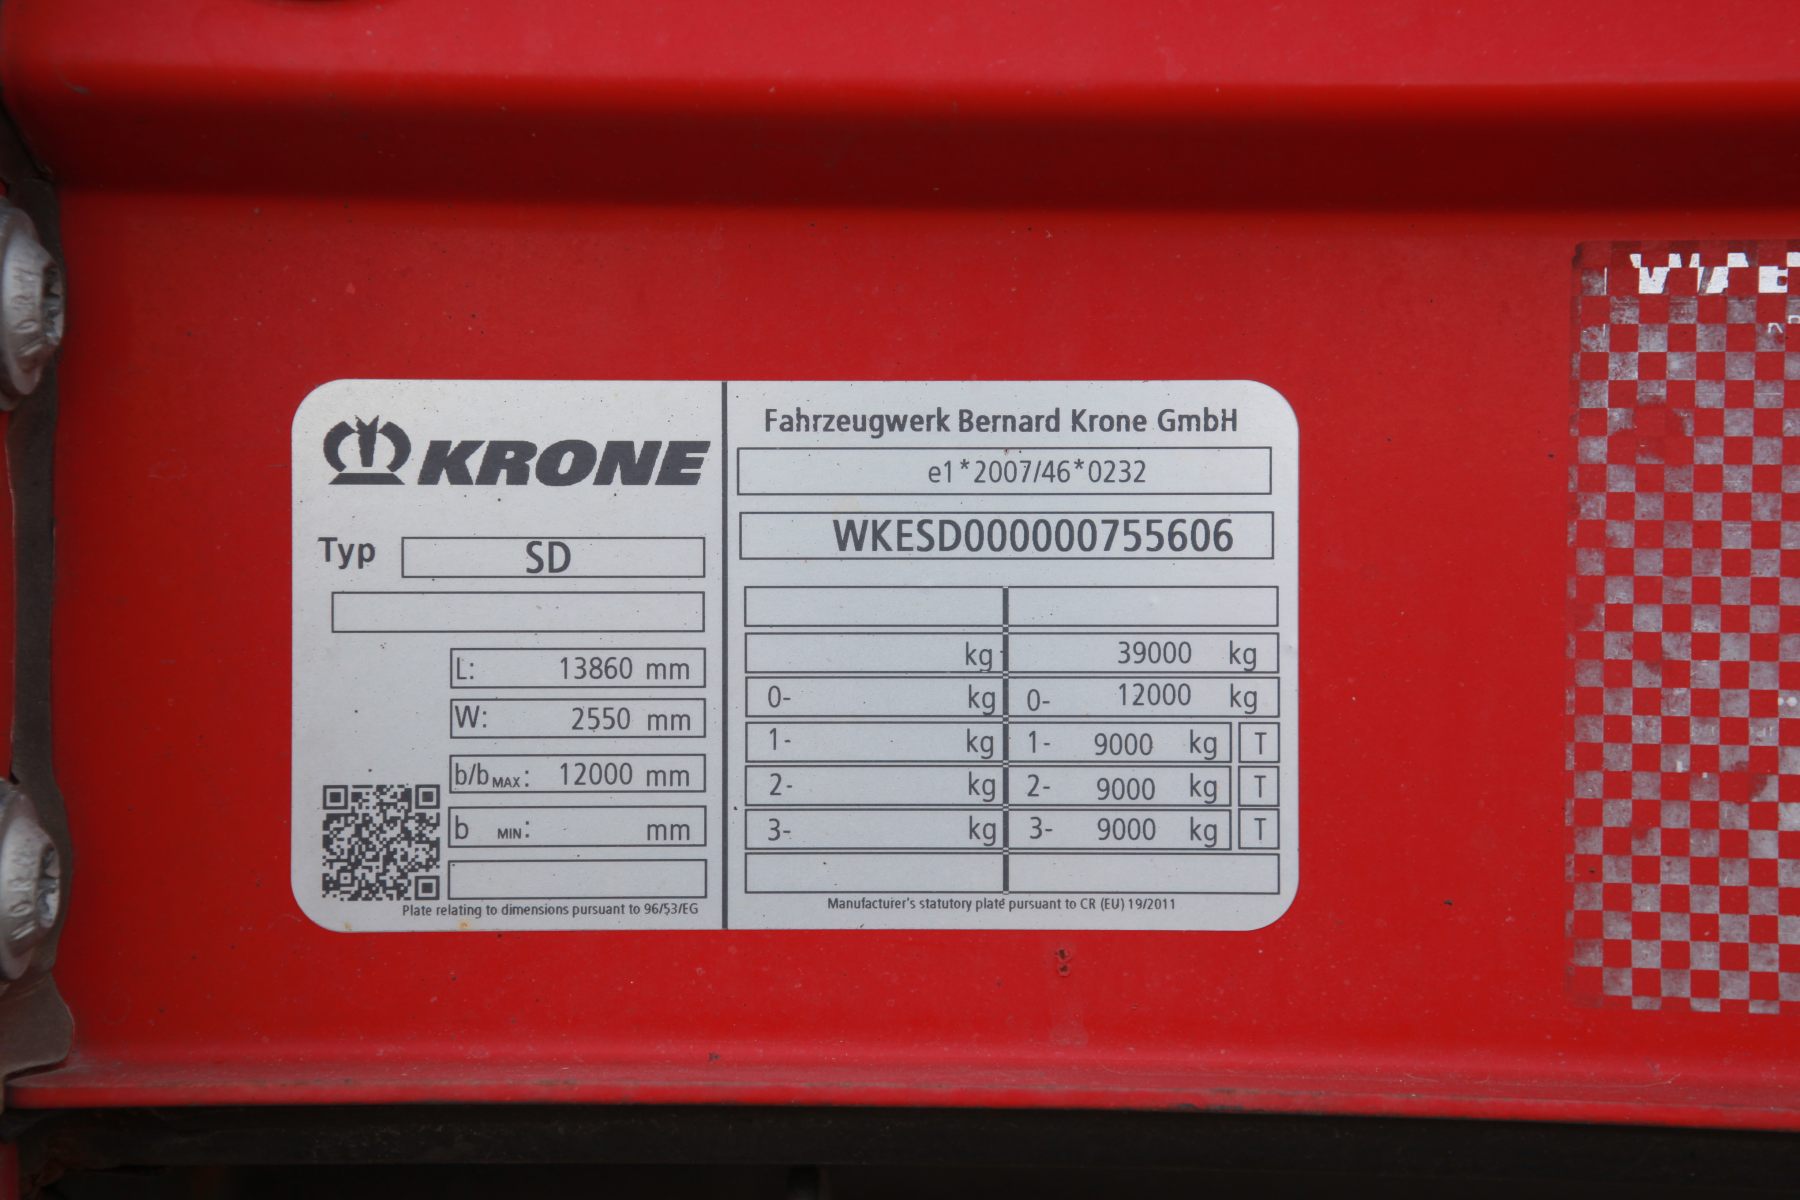 KRONE
Typ SD
L: 13860 mm
W: 2550 mm
b/b MAX: 12000 mm
b MIN: mm
Plate relating to dimensions pursuant to 96/53/EG
Fahrzeugwerk Bernard Krone GmbH
e1*2007/46*0232
WKESD000000755606
kg 39000 kg
0- kg 0- 12000 kg
1- kg 1- 9000 kg T
2- kg 2- 9000 kg T
3- kg 3- 9000 kg T
Manufacturer's statutory plate pursuant to CR (EU) 19/2011